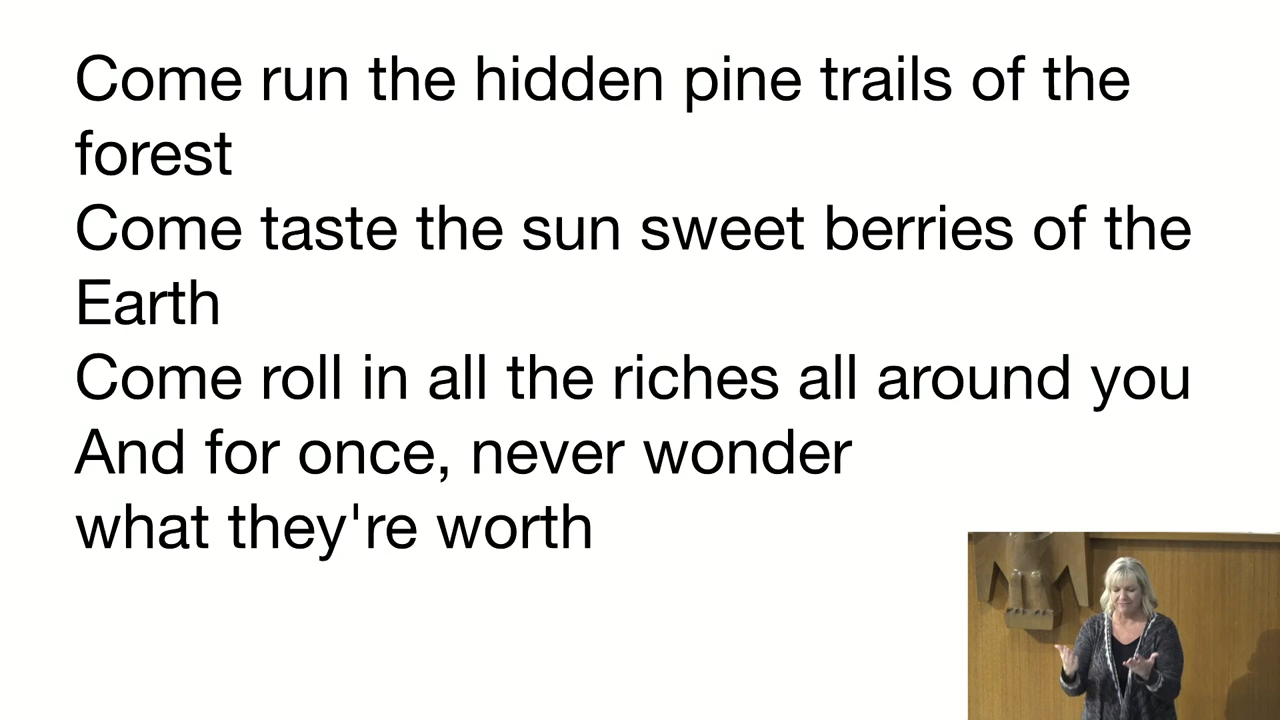 Come run the hidden pine trails of the
forest
Come taste the sun sweet berries of the
Earth
Come roll in all the riches all around you
And for once, never wonder
what they're worth